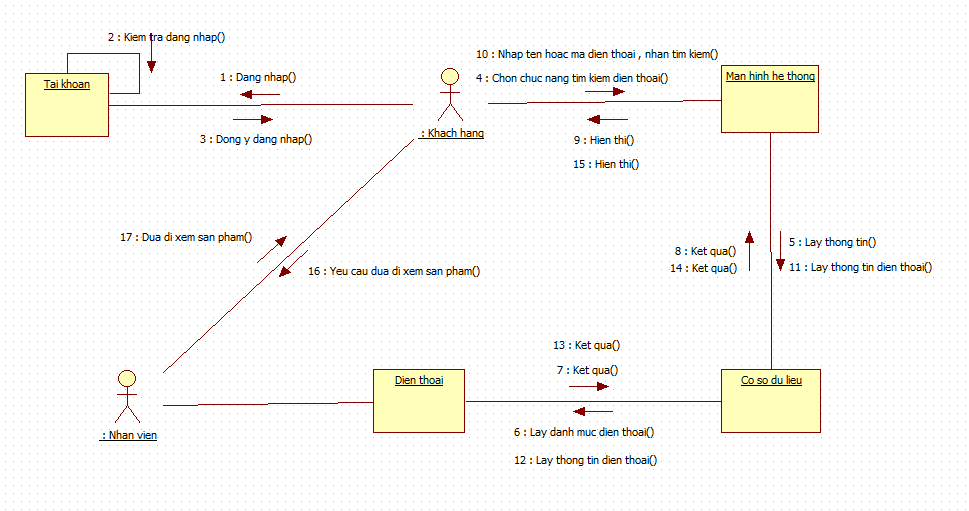 2 : Kiem tra dang nhap()
Tai khoan
1 : Dang nhap()
3 : Dong y dang nhap()
: Khach hang
10 : Nhap ten hoac ma dien thoai , nhan tim kiem()
4 : Chon chuc nang tim kiem dien thoai()
Man hinh he thong
9 : Hien thi()
15 : Hien thi()
17 : Dua di xem san pham()
16 : Yeu cau dua di xem san pham()
8 : Ket qua()
14 : Ket qua()
5 : Lay thong tin()
11 : Lay thong tin dien thoai()
13 : Ket qua()
7 : Ket qua()
Dien thoai
Co so du lieu
: Nhan vien
6 : Lay danh muc dien thoai()
12 : Lay thong tin dien thoai()